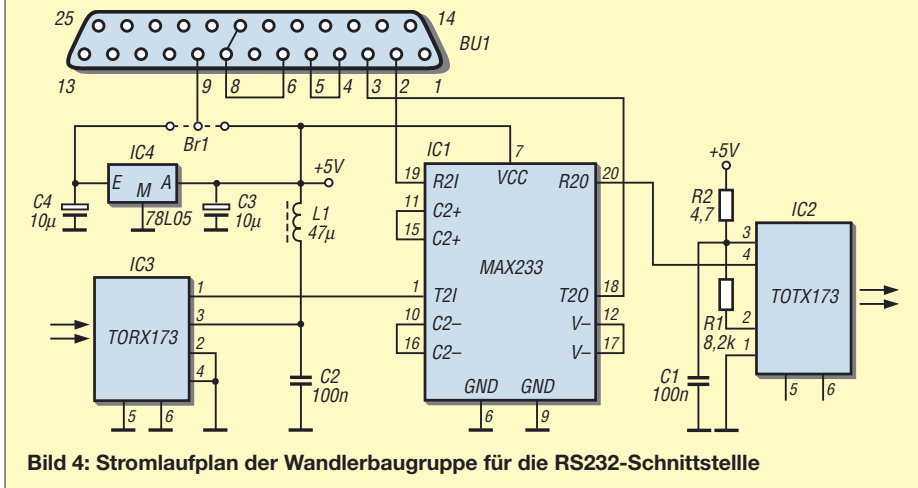 25 14
BU1
13 9 8 6 5 4 3 2 1
Br1
IC4
E M A
78L05
+5V
C4
10µ
C3
10µ
L1
47µ
IC3
TORX173
1
3
2
4
5 6
C2
100n
IC1
7
19 R2I VCC R20 20
11 C2+
15 C2+
MAX233
1 T2I T2O 18
10 C2– V– 12
16 C2– V– 17
GND GND
6 9
+5V
R2
4,7
IC2
3
4
TOTX173
R1
8,2k
2
1
C1
100n
5 6
Bild 4: Stromlaufplan der Wandlerbaugruppe für die RS232-Schnittstellle